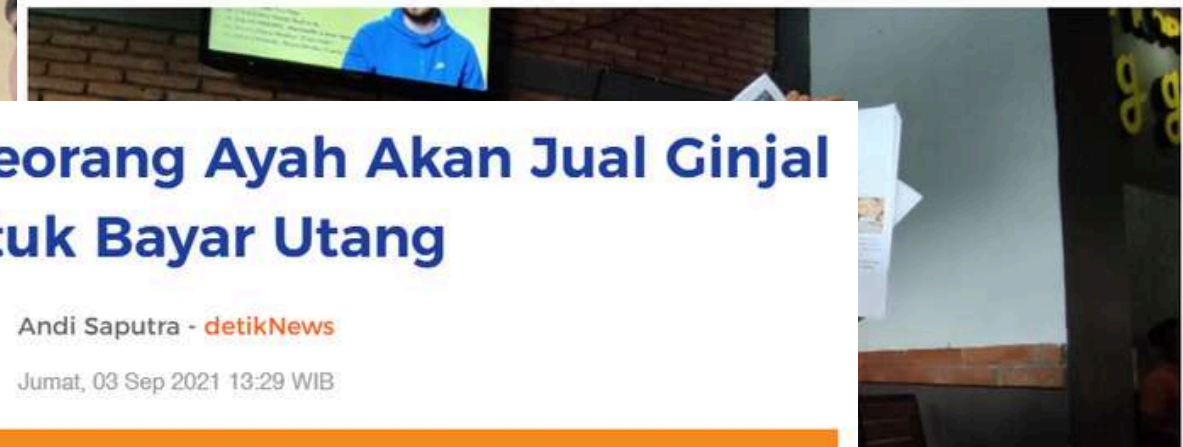 eorang Ayah Akan Jual Ginjal
tuk Bayar Utang
Andi Saputra - detikNews
Jumat, 03 Sep 2021 13:29 WIB